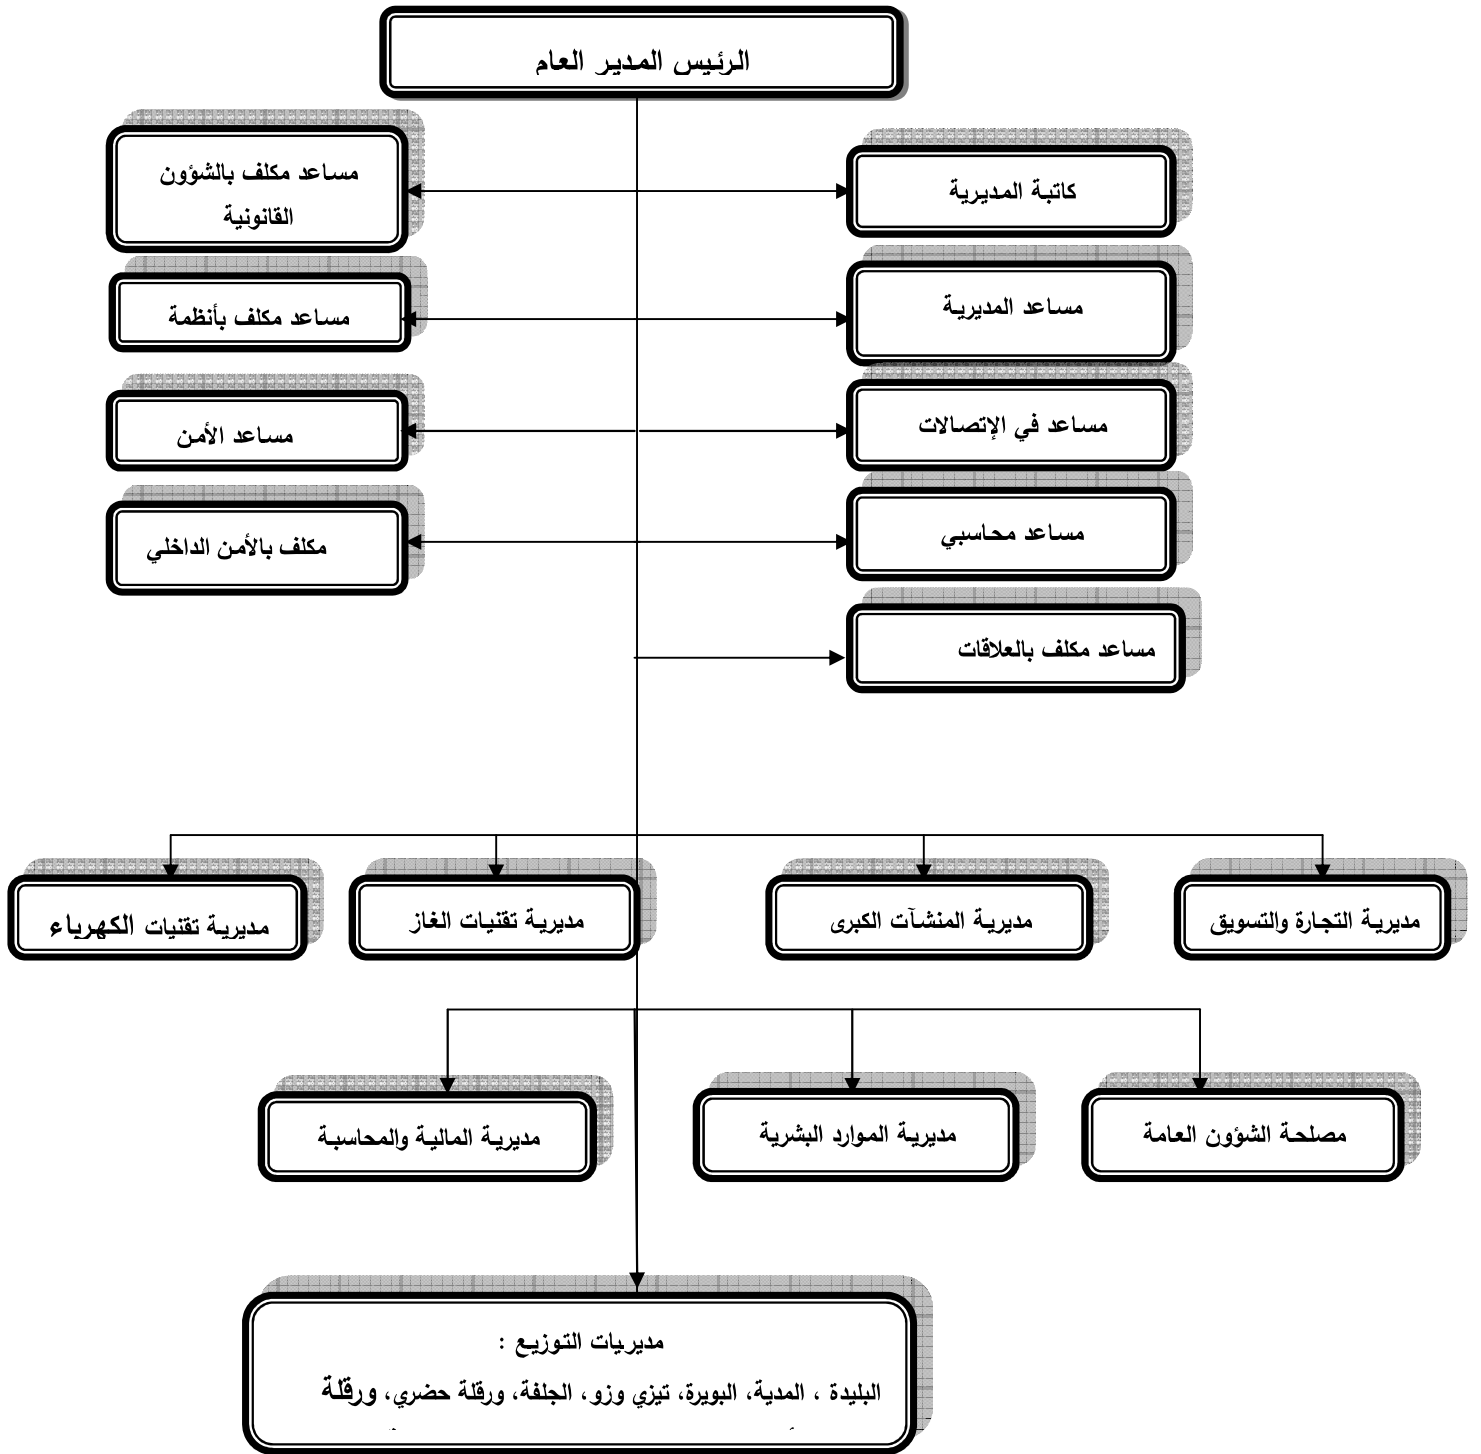 الرئيس المدير العام
كاتبة المديرية
مساعد مكلف بالشؤون
القانونية
مساعد المديرية
مساعد مكلف بأنظمة
مساعد في الإتصالات
مساعد الأمن
مساعد محاسبي
مكلف بالأمن الداخلي
مساعد مكلف بالعلاقات
مديرية التجارة والتسويق
مديرية المنشآت الكبرى
مديرية تقنيات الغاز
مديرية تقنيات الكهرباء
مصلحة الشؤون العامة
مديرية الموارد البشرية
مديرية المالية والمحاسبة
مديريات التوزيع :
البليدة ، المدية، البويرة، تيزي وزو، الجلفة، ورقلة حضري، ورقلة